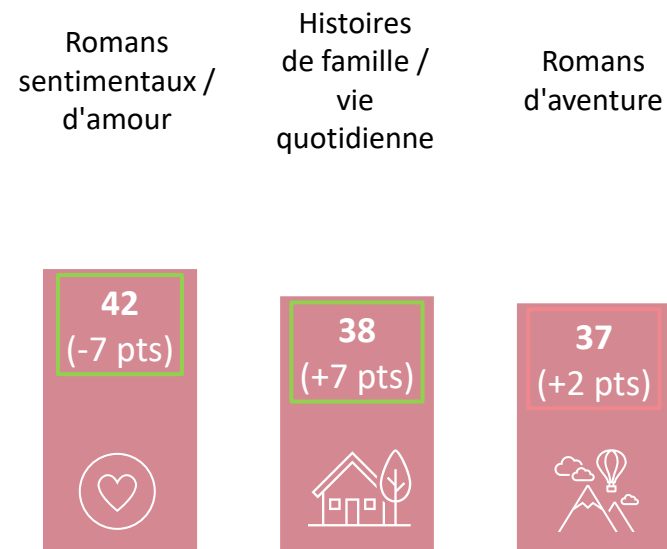 Romans
sentimentaux /
d'amour
Histoires
de famille /
vie
quotidienne
Romans
d'aventure
42
(-7 pts)
38
(+7 pts)
37
(+2 pts)